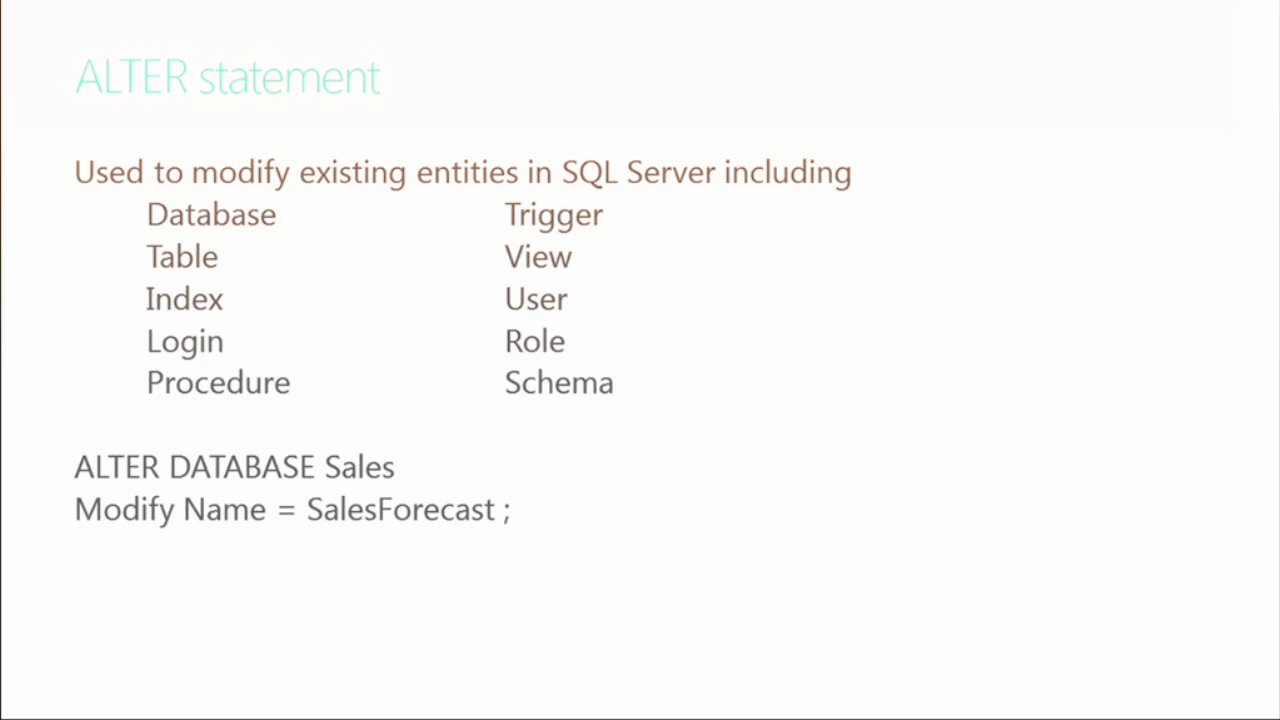 ALTER statement
Used to modify existing entities in SQL Server including
Database Trigger
Table View
Index User
Login Role
Procedure Schema
ALTER DATABASE Sales
Modify Name = SalesForecast ;